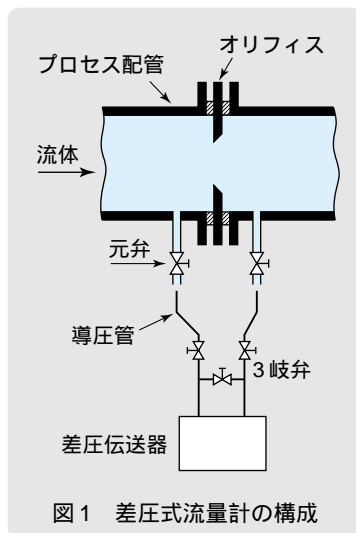 オリフィス
プロセス配管
流体
元弁
導圧管
3岐弁
差圧伝送器
図1 差圧式流量計の構成